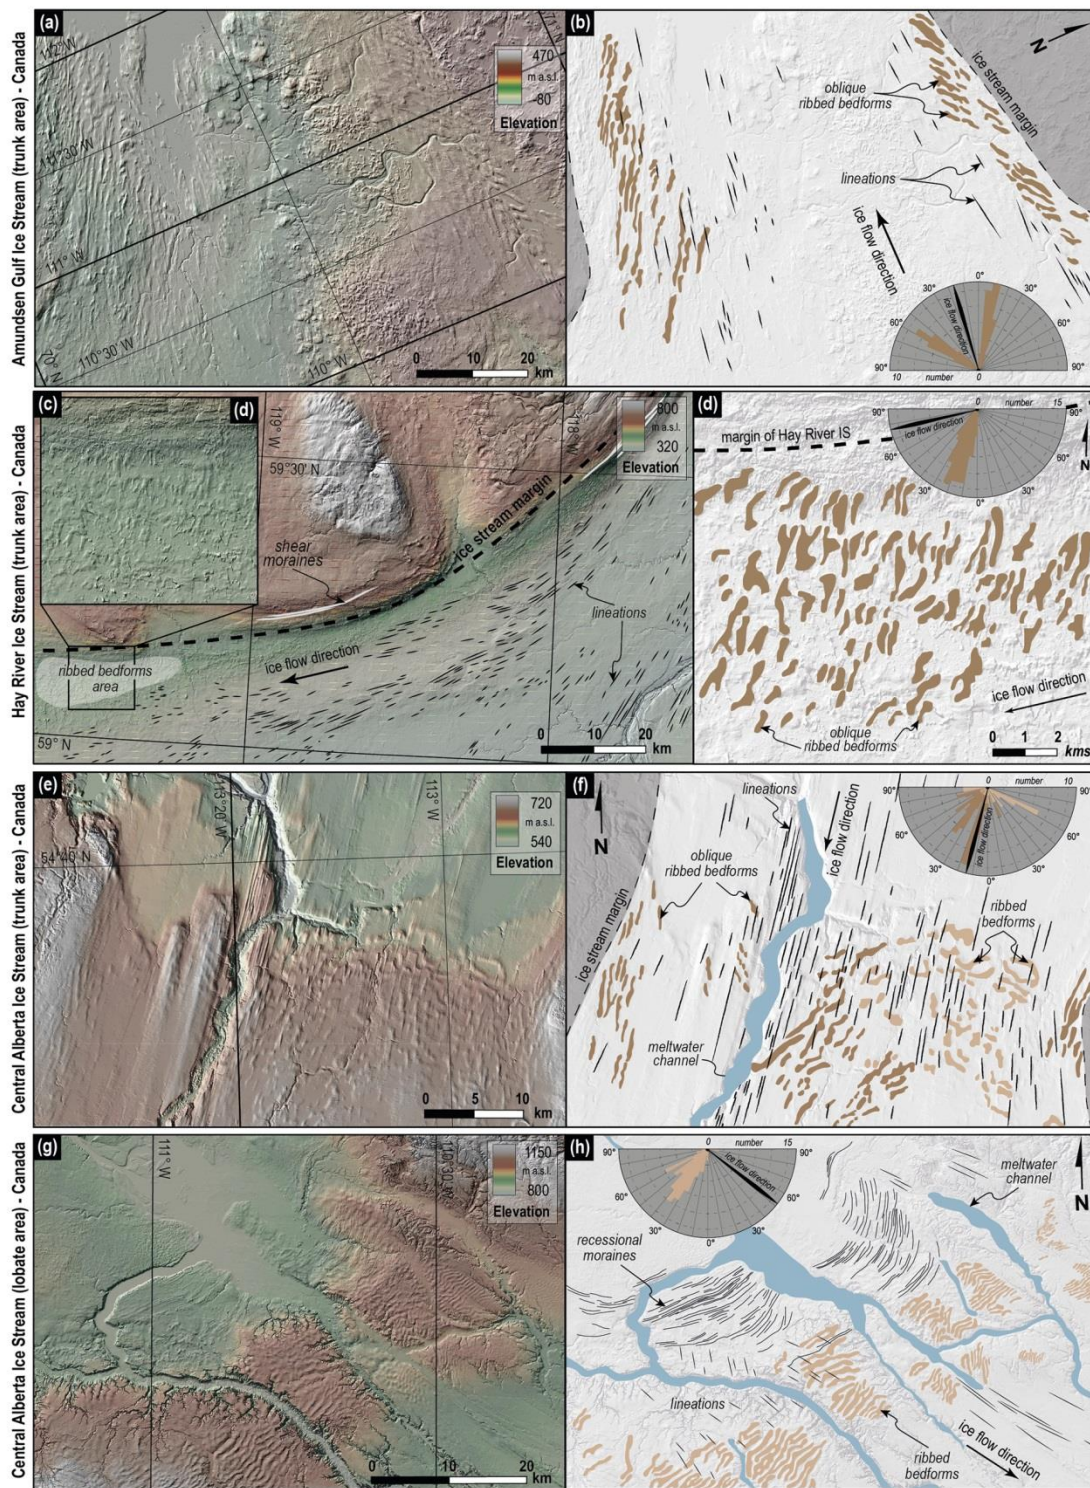 Amundsen Gulf Ice Stream (trunk area) - Canada
(a)
112° W
111°30' W
111° W
110°30' W
110° W
70° N
71° N
470
m a.s.l.
-80
Elevation
0 10 20
km
(b)
N
oblique
ribbed bedforms
ice stream margin
lineations
ice flow direction
0°
30°
30°
60°
60°
90°
90°
ice flow direction
10 number 0
Hay River Ice Stream (trunk area) - Canada
(c)
(d)
119° W
118° W
59°30' N
59° N
800
m a.s.l.
320
Elevation
shear
moraines
ice stream margin
lineations
ice flow direction
ribbed bedforms
area
0 10 20
km
(d)
margin of Hay River IS
0 number 15
90°
90°
ice flow direction
60°
60°
30°
30°
0°
N
ice flow direction
oblique
ribbed bedforms
0 1 2
kms
Central Alberta Ice Stream (trunk area) - Canada
(e)
113°20' W
113° W
54°40' N
720
m a.s.l.
540
Elevation
0 5 10
km
(f)
N
lineations
ice flow direction
oblique
ribbed bedforms
ice stream margin
ribbed
bedforms
meltwater
channel
0 number 10
90°
90°
60°
60°
30°
30°
0°
ice flow direction
Central Alberta Ice Stream (lobate area) - Canada
(g)
111° W
110°30' W
1150
m a.s.l.
800
Elevation
0 10 20
km
(h)
0 number 15
90°
90°
ice flow direction
60°
60°
30°
30°
0°
meltwater
channel
N
recessional
moraines
lineations
ice flow direction
ribbed
bedforms